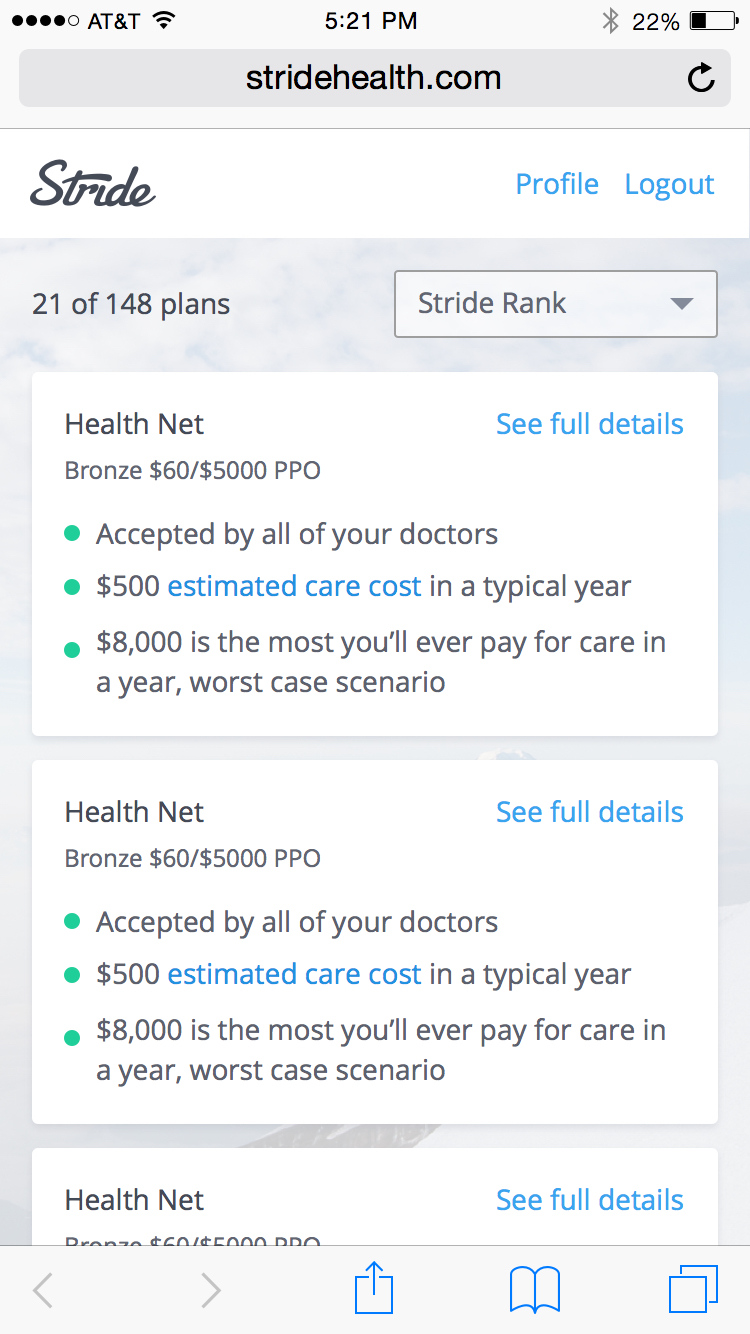 AT&T 5:21 PM 22%
stridehealth.com
Stride Profile Logout
21 of 148 plans Stride Rank
Health Net See full details
Bronze $60/$5000 PPO
Accepted by all of your doctors
$500 estimated care cost in a typical year
$8,000 is the most you’ll ever pay for care in
a year, worst case scenario
Health Net See full details
Bronze $60/$5000 PPO
Accepted by all of your doctors
$500 estimated care cost in a typical year
$8,000 is the most you’ll ever pay for care in
a year, worst case scenario
Health Net See full details
Bronze $60/$5000 PPO